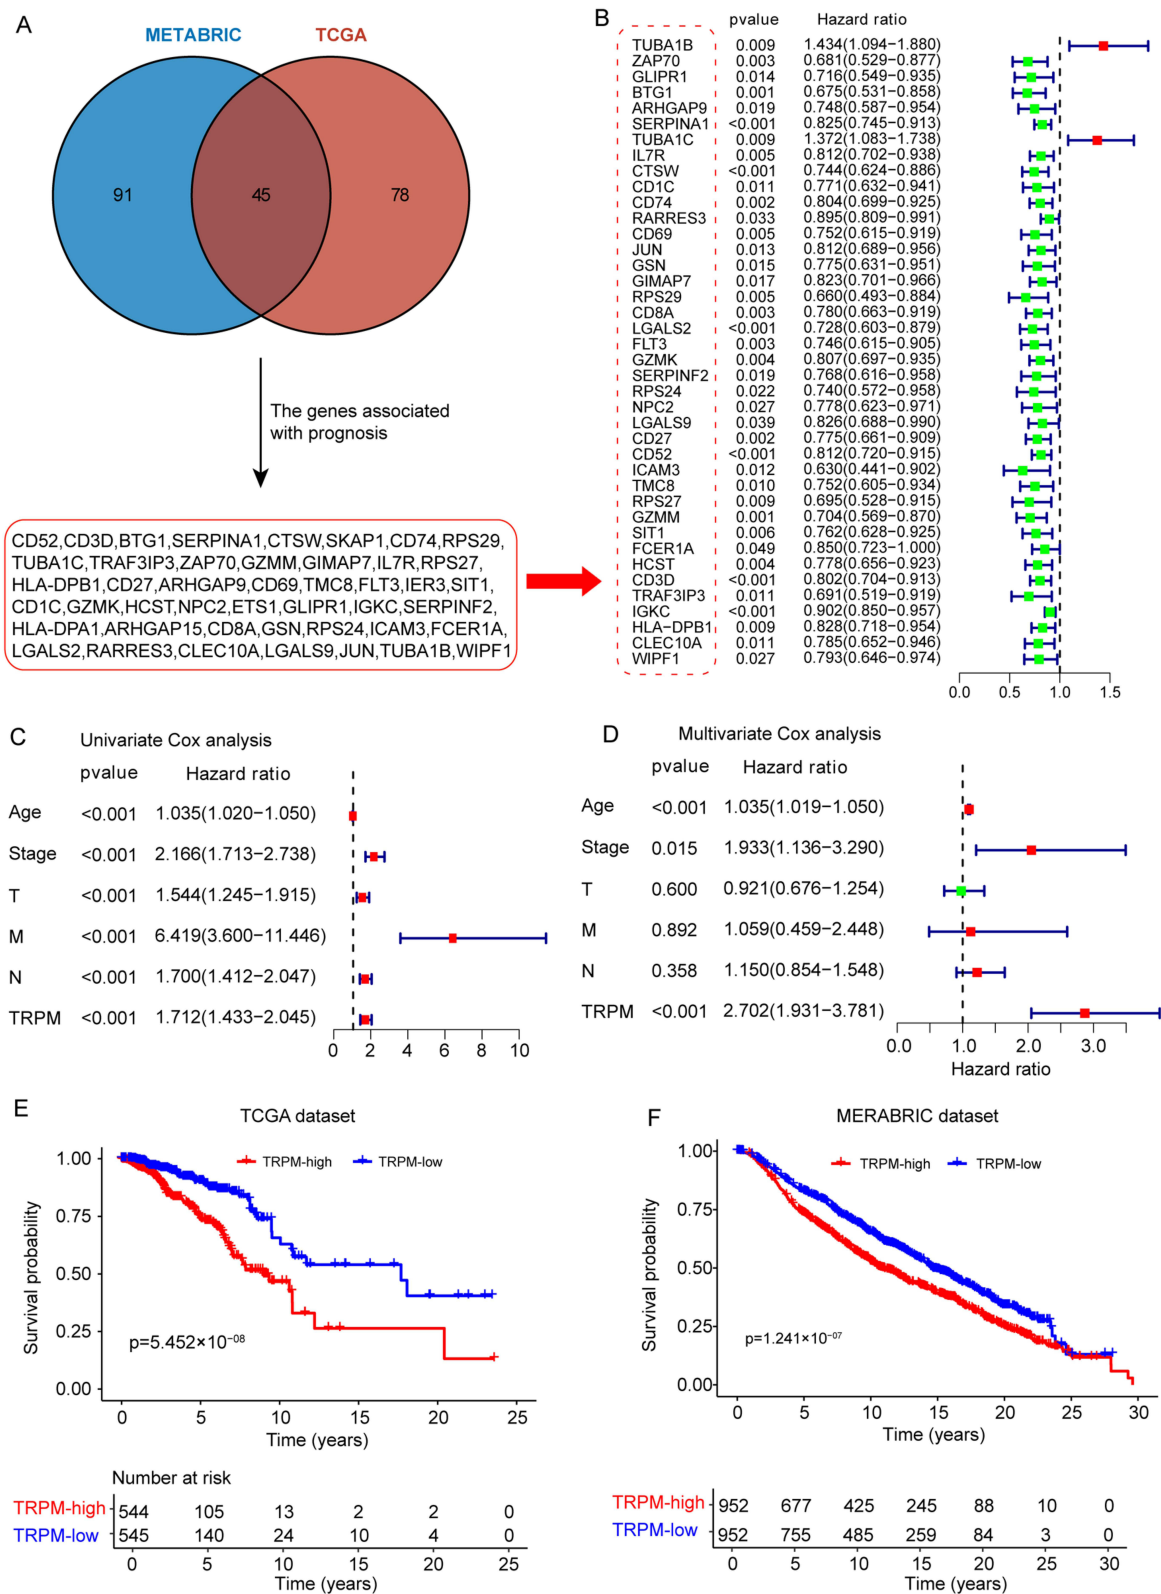 A
METABRIC TCGA
91 45 78
The genes associated
with prognosis
CD52,CD3D,BTG1,SERPINA1,CTSW,SKAP1,CD74,RPS29,
TUBA1C,TRAF3IP3,ZAP70,GZMM,GIMAP7,IL7R,RPS27,
HLA-DPB1,CD27,ARHGAP9,CD69,TMC8,FLT3,IER3,SIT1,
CD1C,GZMK,HCST,NPC2,ETS1,GLIPR1,IGKC,SERPINF2,
HLA-DPA1,ARHGAP15,CD8A,GSN,RPS24,ICAM3,FCER1A,
LGALS2,RARRES3,CLEC10A,LGALS9,JUN,TUBA1B,WIPF1
B
pvalue Hazard ratio
TUBA1B 0.009 1.434(1.094−1.880)
ZAP70 0.003 0.681(0.529−0.877)
GLIPR1 0.014 0.716(0.549−0.935)
BTG1 0.001 0.675(0.531−0.858)
ARHGAP9 0.019 0.748(0.587−0.954)
SERPINA1 <0.001 0.825(0.745−0.913)
TUBA1C 0.009 1.372(1.083−1.738)
IL7R 0.005 0.812(0.702−0.938)
CTSW <0.001 0.744(0.624−0.886)
CD1C 0.011 0.771(0.632−0.941)
CD74 0.002 0.804(0.699−0.925)
RARRES3 0.033 0.895(0.809−0.991)
CD69 0.005 0.752(0.615−0.919)
JUN 0.013 0.812(0.689−0.956)
GSN 0.015 0.775(0.631−0.951)
GIMAP7 0.017 0.823(0.701−0.966)
RPS29 0.005 0.660(0.493−0.884)
CD8A 0.003 0.780(0.663−0.919)
LGALS2 <0.001 0.728(0.603−0.879)
FLT3 0.003 0.746(0.615−0.905)
GZMK 0.004 0.807(0.697−0.935)
SERPINF2 0.019 0.768(0.616−0.958)
RPS24 0.022 0.740(0.572−0.958)
NPC2 0.027 0.778(0.623−0.971)
LGALS9 0.039 0.826(0.688−0.990)
CD27 0.002 0.775(0.661−0.909)
CD52 <0.001 0.812(0.720−0.915)
ICAM3 0.012 0.630(0.441−0.902)
TMC8 0.010 0.752(0.605−0.934)
RPS27 0.009 0.695(0.528−0.915)
GZMM 0.001 0.704(0.569−0.870)
SIT1 0.006 0.762(0.628−0.925)
FCER1A 0.049 0.850(0.723−1.000)
HCST 0.004 0.778(0.656−0.923)
CD3D <0.001 0.802(0.704−0.913)
TRAF3IP3 0.011 0.691(0.519−0.919)
IGKC <0.001 0.902(0.850−0.957)
HLA−DPB1 0.009 0.828(0.718−0.954)
CLEC10A 0.011 0.785(0.652−0.946)
WIPF1 0.027 0.793(0.646−0.974)
0.0 0.5 1.0 1.5
C Univariate Cox analysis
pvalue Hazard ratio
Age <0.001 1.035(1.020−1.050)
Stage <0.001 2.166(1.713−2.738)
T <0.001 1.544(1.245−1.915)
M <0.001 6.419(3.600−11.446)
N <0.001 1.700(1.412−2.047)
TRPM <0.001 1.712(1.433−2.045)
0 2 4 6 8 10
D Multivariate Cox analysis
pvalue Hazard ratio
Age <0.001 1.035(1.019−1.050)
Stage 0.015 1.933(1.136−3.290)
T 0.600 0.921(0.676−1.254)
M 0.892 1.059(0.459−2.448)
N 0.358 1.150(0.854−1.548)
TRPM <0.001 2.702(1.931−3.781)
0.0 1.0 2.0 3.0
Hazard ratio
E TCGA dataset
TRPM-high TRPM-low
Survival probability
1.00
0.75
0.50
0.25
0.00
p=5.452×10⁻⁰⁸
0 5 10 15 20 25
Time (years)
Number at risk
TRPM-high 544 105 13 2 2 0
TRPM-low 545 140 24 10 4 0
0 5 10 15 20 25
Time (years)
F MERABRIC dataset
TRPM-high TRPM-low
Survival probability
1.00
0.75
0.50
0.25
0.00
p=1.241×10⁻⁰⁷
0 5 10 15 20 25 30
Time (years)
TRPM-high 952 677 425 245 88 10 0
TRPM-low 952 755 485 259 84 3 0
0 5 10 15 20 25 30
Time (years)